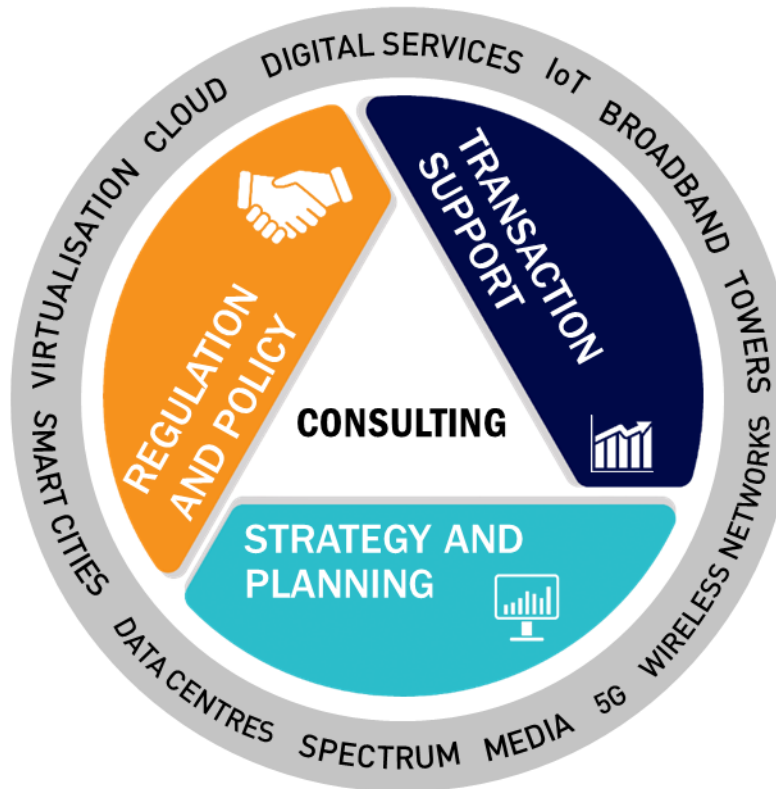 VIRTUALISATION
CLOUD
DIGITAL SERVICES
IoT
BROADBAND
TOWERS
WIRELESS NETWORKS
5G
MEDIA
SPECTRUM
DATA CENTRES
SMART CITIES
REGULATION
AND POLICY
TRANSACTION
SUPPORT
CONSULTING
STRATEGY AND
PLANNING